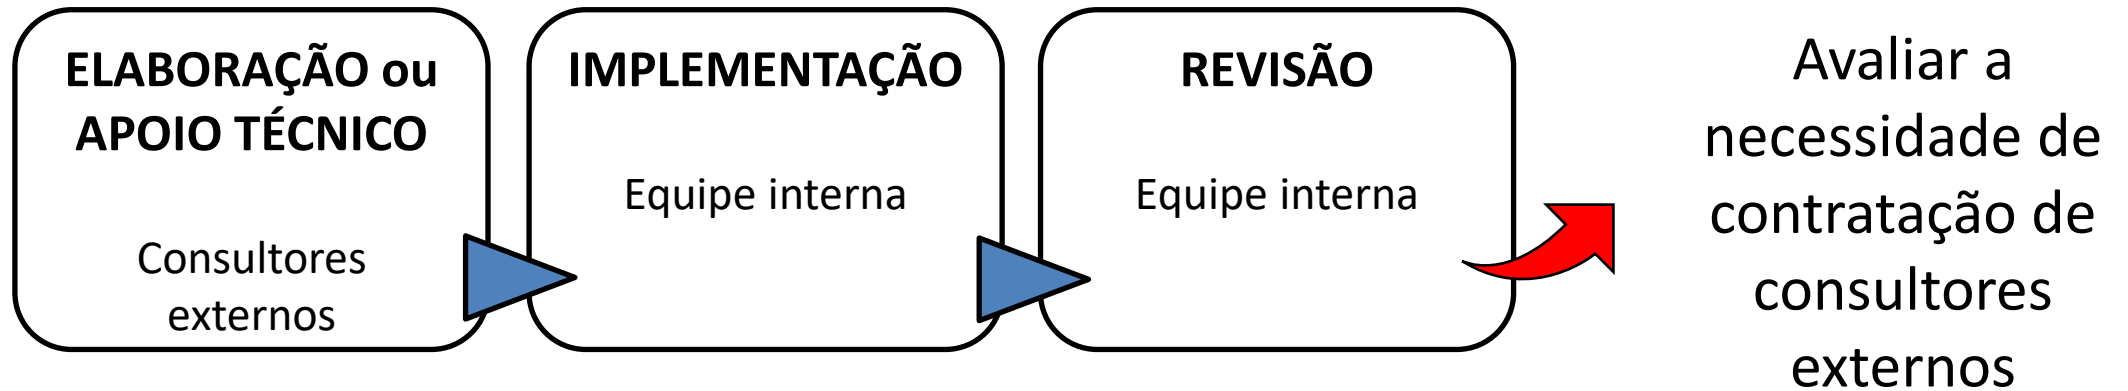 ELABORAÇÃO ou
APOIO TÉCNICO
Consultores
externos
IMPLEMENTAÇÃO
Equipe interna
REVISÃO
Equipe interna
Avaliar a
necessidade de
contratação de
consultores
externos